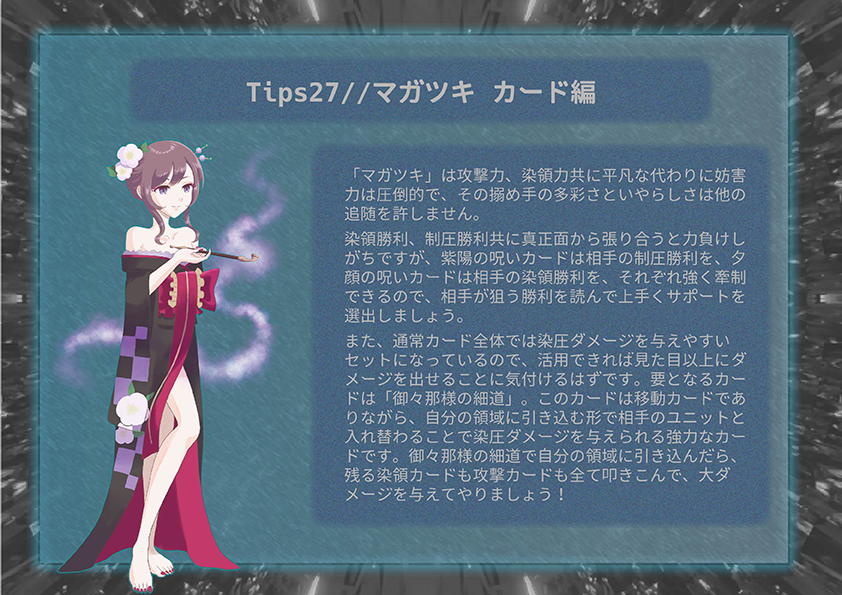 Tips27//マガツキ カード編
「マガツキ」は攻撃力、染領力共に平凡な代わりに妨害
力は圧倒的で、その搦め手の多彩さといやらしさは他の
追随を許しません。
染領勝利、制圧勝利共に真正面から張り合うと力負けし
がちですが、紫陽の呪いカードは相手の制圧勝利を、夕
顔の呪いカードは相手の染領勝利を、それぞれ強く牽制
できるので、相手が狙う勝利を読んで上手くサポートを
選出しましょう。
また、通常カード全体では染圧ダメージを与えやすい
セットになっているので、活用できれば見た目以上にダ
メージを出せることに気付けるはずです。要となるカー
ドは「御々那様の細道」。このカードは移動カードであ
りながら、自分の領域に引き込む形で相手のユニットと
入れ替わることで染圧ダメージを与えられる強力なカー
ドです。御々那様の細道で自分の領域に引き込んだら、
残る染領カードも攻撃カードも全て叩きこんで、大ダ
メージを与えてやりましょう！